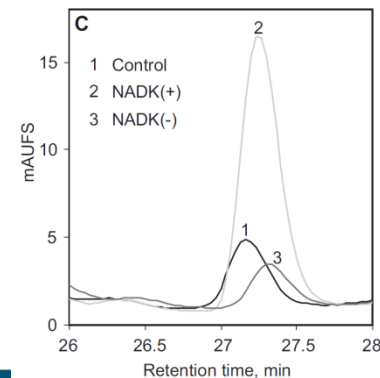 C
1 Control
2 NADK(+)
3 NADK(-)
mAUFS
15
10
5
0
2
1
3
26 26.5 27 27.5 28
Retention time, min